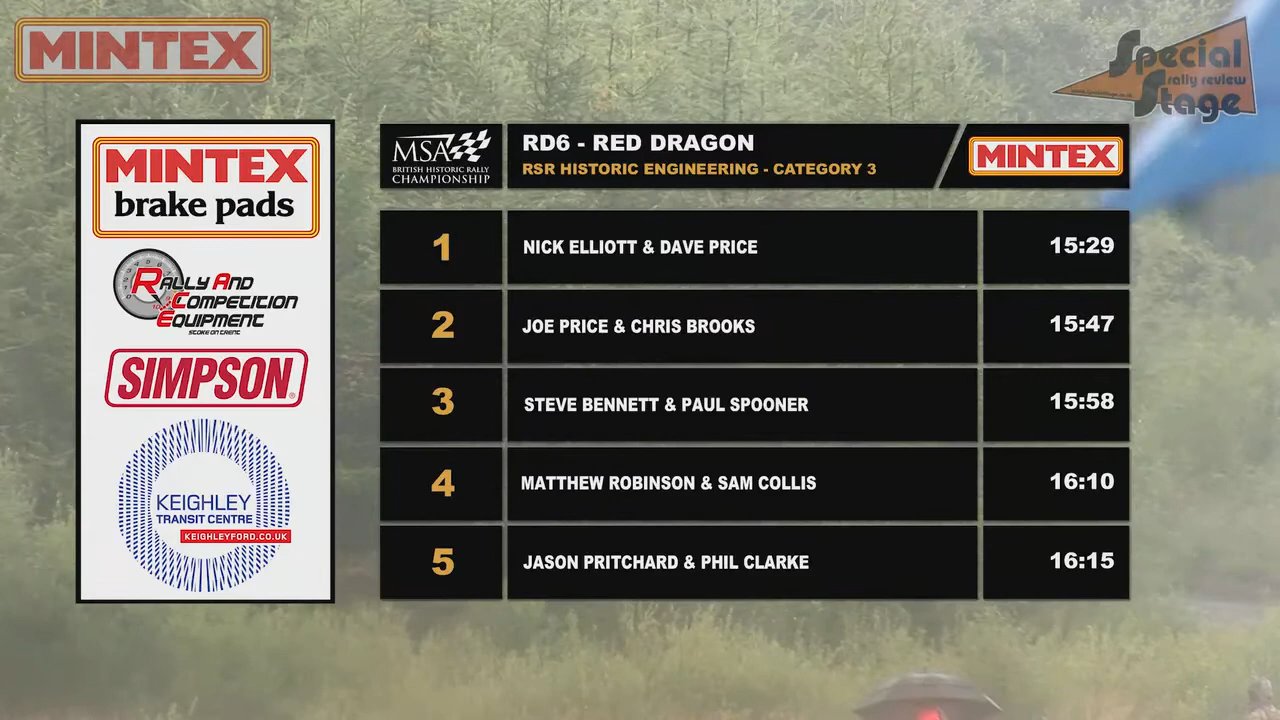 MINTEX
Special
rally review
Stage
MINTEX
brake pads
RALLY AND
COMPETITION
EQUIPMENT
STOKE ON TRENT
SIMPSON
KEIGHLEY
TRANSIT CENTRE
KEIGHLEYFORD.CO.UK
MSA
BRITISH HISTORIC RALLY
CHAMPIONSHIP
RD6 - RED DRAGON
RSR HISTORIC ENGINEERING - CATEGORY 3
MINTEX
1 NICK ELLIOTT & DAVE PRICE 15:29
2 JOE PRICE & CHRIS BROOKS 15:47
3 STEVE BENNETT & PAUL SPOONER 15:58
4 MATTHEW ROBINSON & SAM COLLIS 16:10
5 JASON PRITCHARD & PHIL CLARKE 16:15